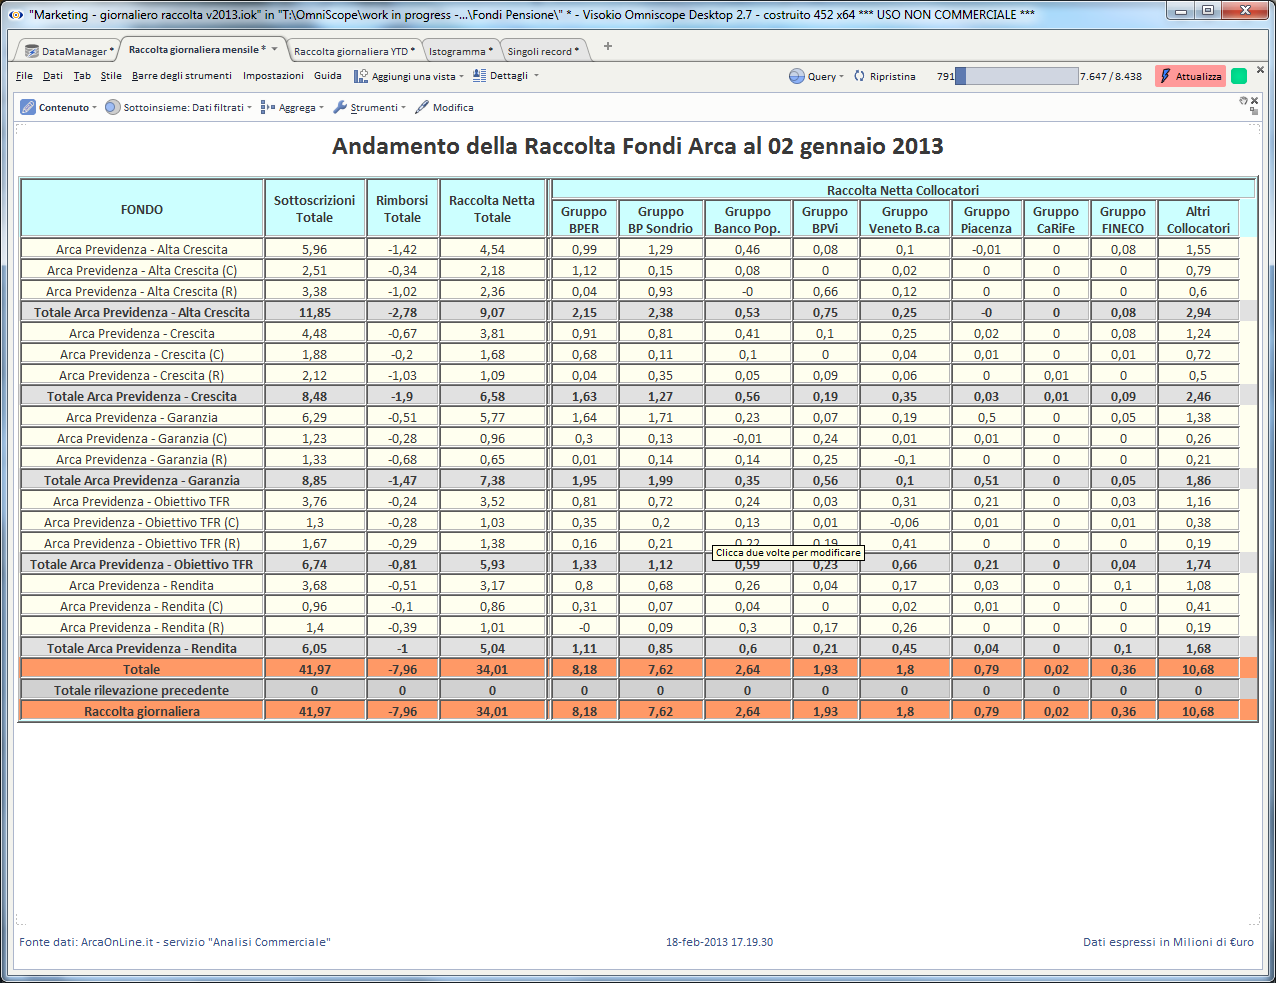 "Marketing - giornaliero raccolta v2013.iok" in "T:\OmniScope\work in progress -...\Fondi Pensione\" * - Visokio Omniscope Desktop 2.7 - costruito 452 x64 *** USO NON COMMERCIALE ***
DataManager * Raccolta giornaliera mensile * Raccolta giornaliera YTD * Istogramma * Singoli record * +
File Dati Tab Stile Barre degli strumenti Impostazioni Guida Aggiungi una vista Dettagli Query Ripristina 791 7.647 / 8.438 Attualizza
Contenuto Sottoinsieme: Dati filtrati Aggrega Strumenti Modifica
Andamento della Raccolta Fondi Arca al 02 gennaio 2013
FONDO Sottoscrizioni Totale Rimborsi Totale Raccolta Netta Totale Raccolta Netta Collocatori
Gruppo BPER Gruppo BP Sondrio Gruppo Banco Pop. Gruppo BPVi Gruppo Veneto B.ca Gruppo Piacenza Gruppo CaRiFe Gruppo FINECO Altri Collocatori
Arca Previdenza - Alta Crescita 5,96 -1,42 4,54 0,99 1,29 0,46 0,08 0,1 -0,01 0 0,08 1,55
Arca Previdenza - Alta Crescita (C) 2,51 -0,34 2,18 1,12 0,15 0,08 0 0,02 0 0 0 0,79
Arca Previdenza - Alta Crescita (R) 3,38 -1,02 2,36 0,04 0,93 -0 0,66 0,12 0 0 0 0,6
Totale Arca Previdenza - Alta Crescita 11,85 -2,78 9,07 2,15 2,38 0,53 0,75 0,25 -0 0 0,08 2,94
Arca Previdenza - Crescita 4,48 -0,67 3,81 0,91 0,81 0,41 0,1 0,25 0,02 0 0,08 1,24
Arca Previdenza - Crescita (C) 1,88 -0,2 1,68 0,68 0,11 0,1 0 0,04 0,01 0 0,01 0,72
Arca Previdenza - Crescita (R) 2,12 -1,03 1,09 0,04 0,35 0,05 0,09 0,06 0 0,01 0 0,5
Totale Arca Previdenza - Crescita 8,48 -1,9 6,58 1,63 1,27 0,56 0,19 0,35 0,03 0,01 0,09 2,46
Arca Previdenza - Garanzia 6,29 -0,51 5,77 1,64 1,71 0,23 0,07 0,19 0,5 0 0,05 1,38
Arca Previdenza - Garanzia (C) 1,23 -0,28 0,96 0,3 0,13 -0,01 0,24 0,01 0,01 0 0 0,26
Arca Previdenza - Garanzia (R) 1,33 -0,68 0,65 0,01 0,14 0,14 0,25 -0,1 0 0 0 0,21
Totale Arca Previdenza - Garanzia 8,85 -1,47 7,38 1,95 1,99 0,35 0,56 0,1 0,51 0 0,05 1,86
Arca Previdenza - Obiettivo TFR 3,76 -0,24 3,52 0,81 0,72 0,24 0,03 0,31 0,21 0 0,03 1,16
Arca Previdenza - Obiettivo TFR (C) 1,3 -0,28 1,03 0,35 0,2 0,13 0,01 -0,06 0,01 0 0,01 0,38
Arca Previdenza - Obiettivo TFR (R) 1,67 -0,29 1,38 0,16 0,21 0,22 0,19 0,41 0 0 0 0,19
Clicca due volte per modificare
Totale Arca Previdenza - Obiettivo TFR 6,74 -0,81 5,93 1,33 1,12 0,59 0,23 0,66 0,21 0 0,04 1,74
Arca Previdenza - Rendita 3,68 -0,51 3,17 0,8 0,68 0,26 0,04 0,17 0,03 0 0,1 1,08
Arca Previdenza - Rendita (C) 0,96 -0,1 0,86 0,31 0,07 0,04 0 0,02 0,01 0 0 0,41
Arca Previdenza - Rendita (R) 1,4 -0,39 1,01 -0 0,09 0,3 0,17 0,26 0 0 0 0,19
Totale Arca Previdenza - Rendita 6,05 -1 5,04 1,11 0,85 0,6 0,21 0,45 0,04 0 0,1 1,68
Totale 41,97 -7,96 34,01 8,18 7,62 2,64 1,93 1,8 0,79 0,02 0,36 10,68
Totale rilevazione precedente 0 0 0 0 0 0 0 0 0 0 0 0
Raccolta giornaliera 41,97 -7,96 34,01 8,18 7,62 2,64 1,93 1,8 0,79 0,02 0,36 10,68
Fonte dati: ArcaOnLine.it - servizio "Analisi Commerciale" 18-feb-2013 17.19.30 Dati espressi in Milioni di €uro